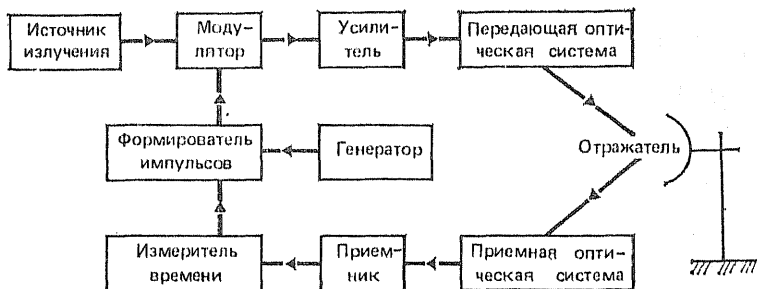 Источник
излучения
Моду-
лятор
Усили-
тель
Передающая опти-
ческая система
Формирователь
импульсов
Генератор
Отражатель
Измеритель
времени
Прием-
ник
Приемная опти-
ческая система